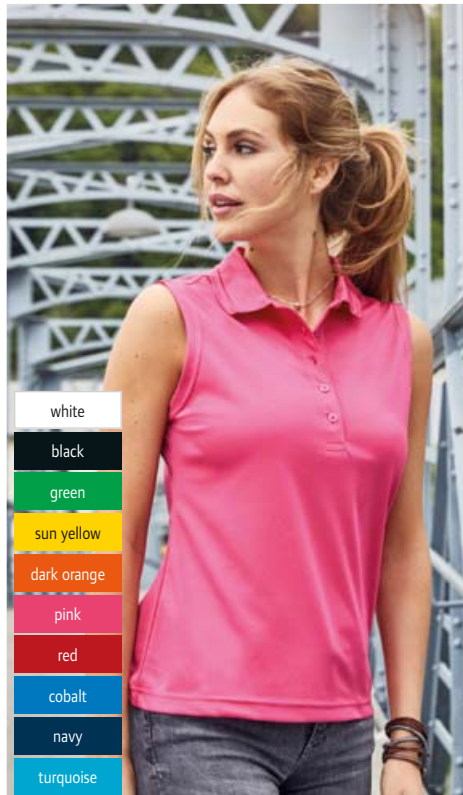 white
black
green
sun yellow
dark orange
pink
red
cobalt
navy
turquoise